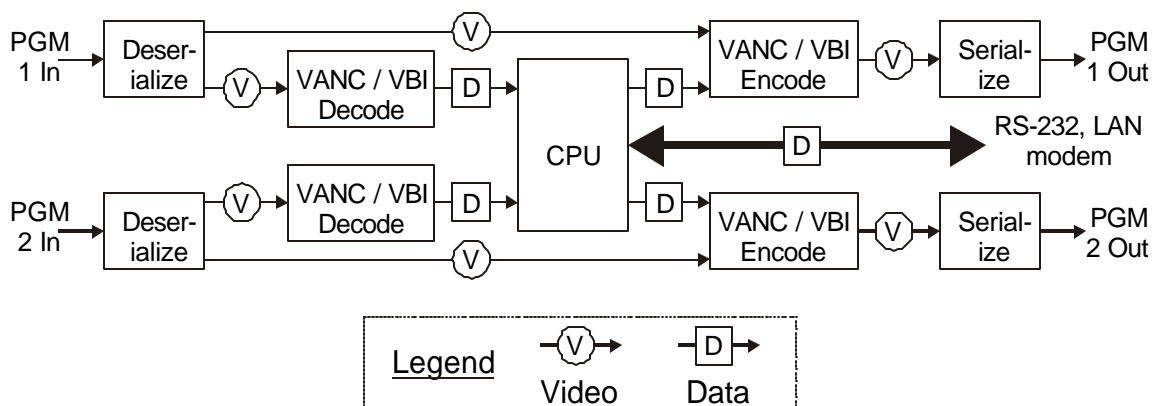 PGM
1 In
Deser-
ialize
V
V
VANC / VBI
Decode
D
CPU
D
VANC / VBI
Encode
V
Serial-
ize
PGM
1 Out
D
RS-232, LAN
modem
PGM
2 In
Deser-
ialize
V
VANC / VBI
Decode
D
V
D
VANC / VBI
Encode
V
Serial-
ize
PGM
2 Out
Legend
V
Video
D
Data